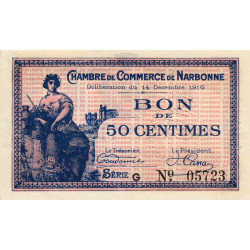 CHAMBRE DE COMMERCE DE NARBONNE
Délibération du 14 Décembre 1916
BON
DE
50 CENTIMES
Le Trésorier
Le Président
SÉRIE G Nº 05723